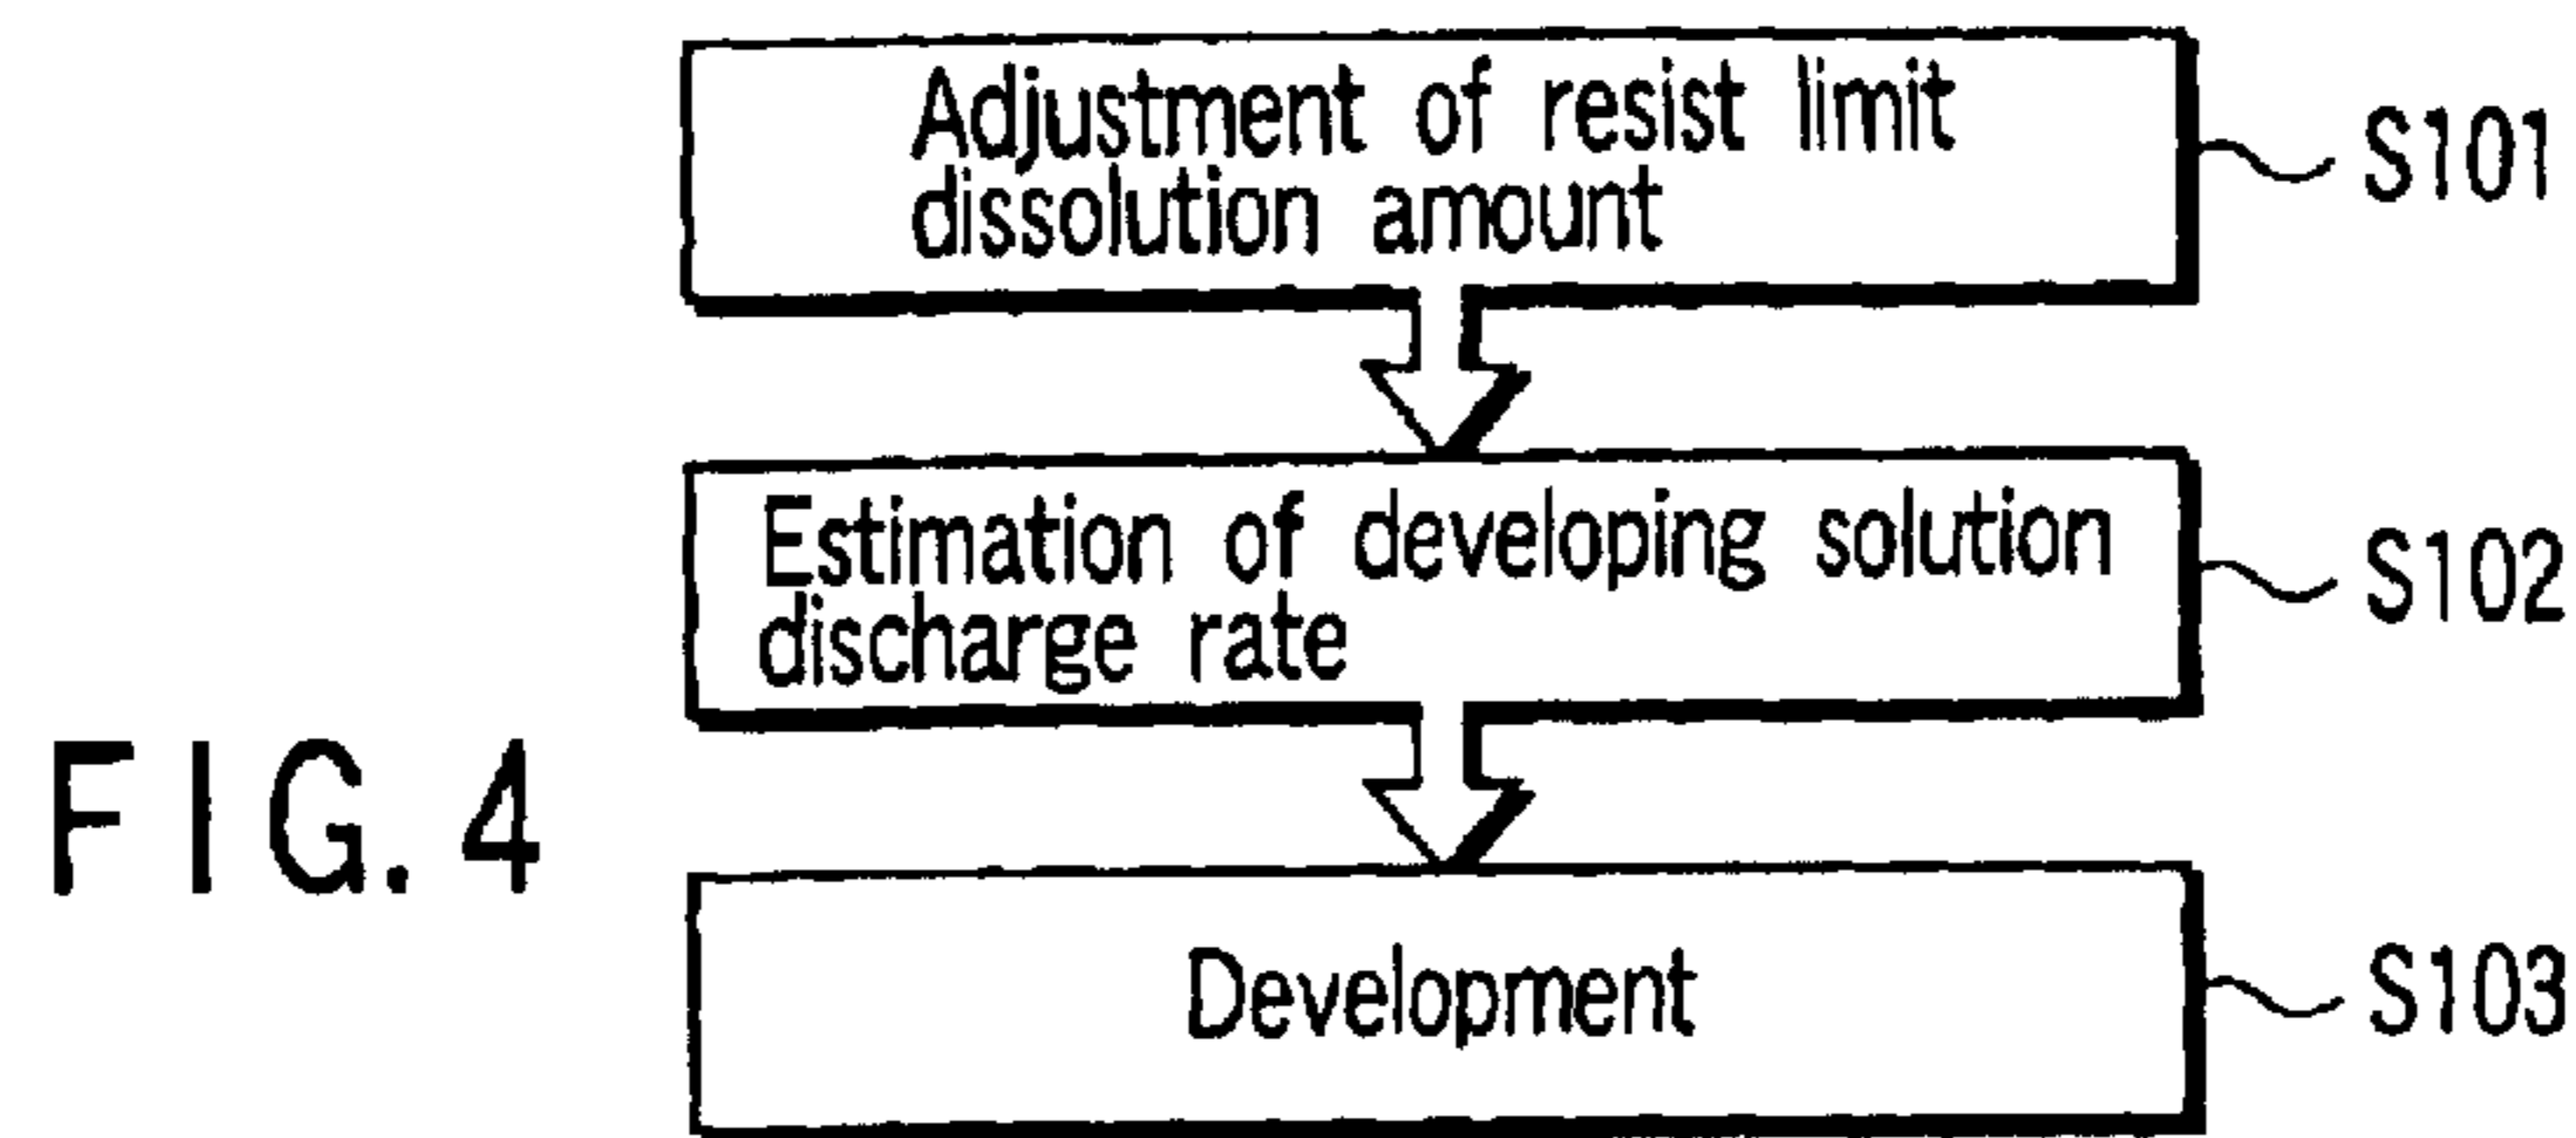 Adjustment of resist limit
dissolution amount
S101
Estimation of developing solution
discharge rate
S102
FIG. 4
Development
S103